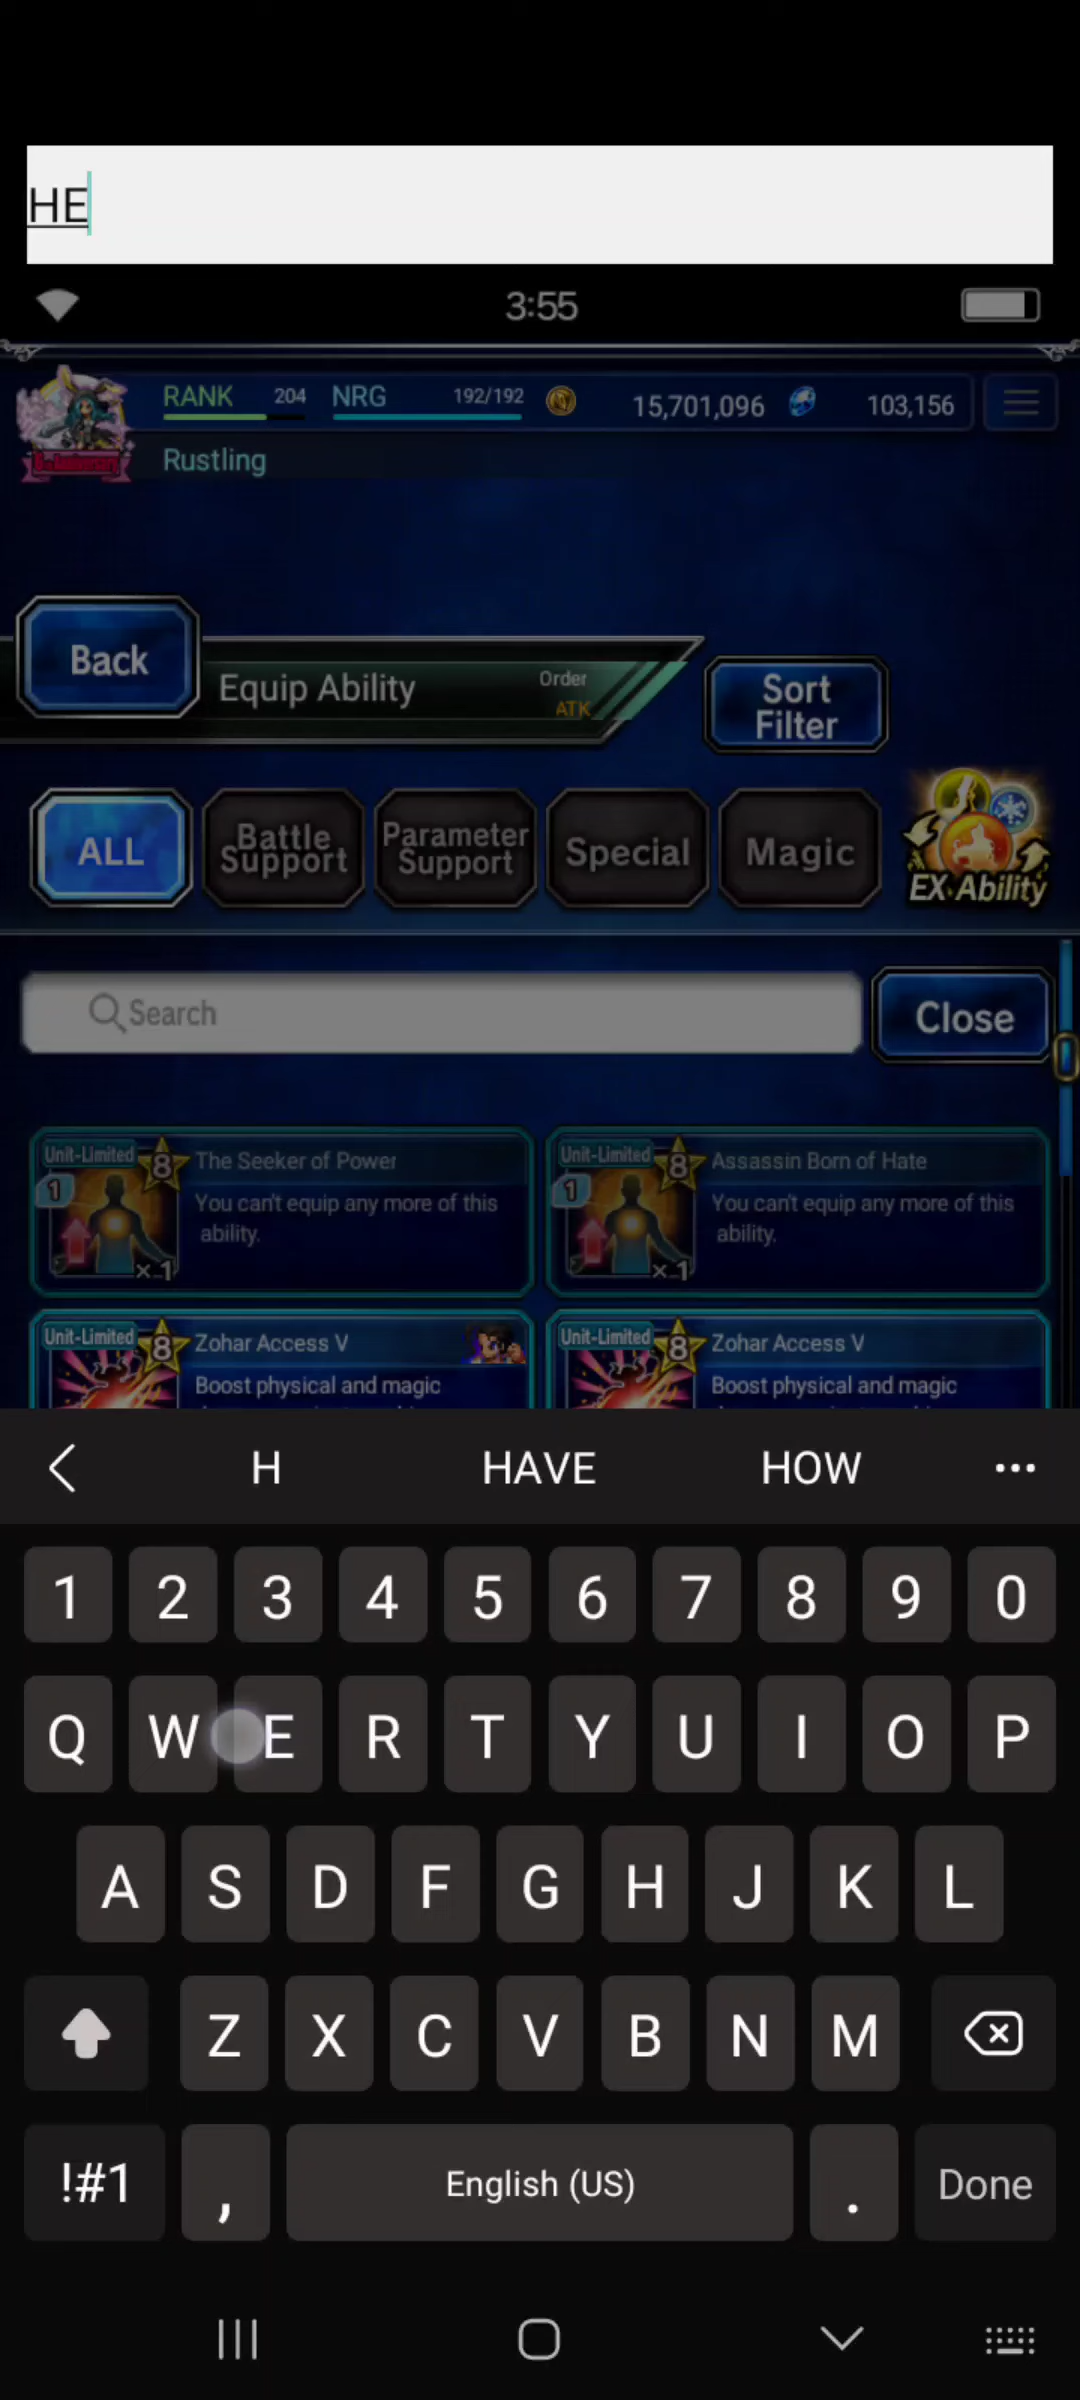 HE
3:55
RANK 204 NRG 192/192 15,701,096 103,156
Rustling
Back
Equip Ability
Order
ATK
Sort
Filter
ALL
Battle
Support
Parameter
Support
Special
Magic
EX Ability
Search
Close
Unit-Limited 8 The Seeker of Power
1
You can't equip any more of this
ability.
×1
Unit-Limited 8 Assassin Born of Hate
1
You can't equip any more of this
ability.
×1
Unit-Limited 8 Zohar Access V
Boost physical and magic
Unit-Limited 8 Zohar Access V
Boost physical and magic
H HAVE HOW ...
1 2 3 4 5 6 7 8 9 0
Q W E R T Y U I O P
A S D F G H J K L
Z X C V B N M
!#1 , English (US) . Done